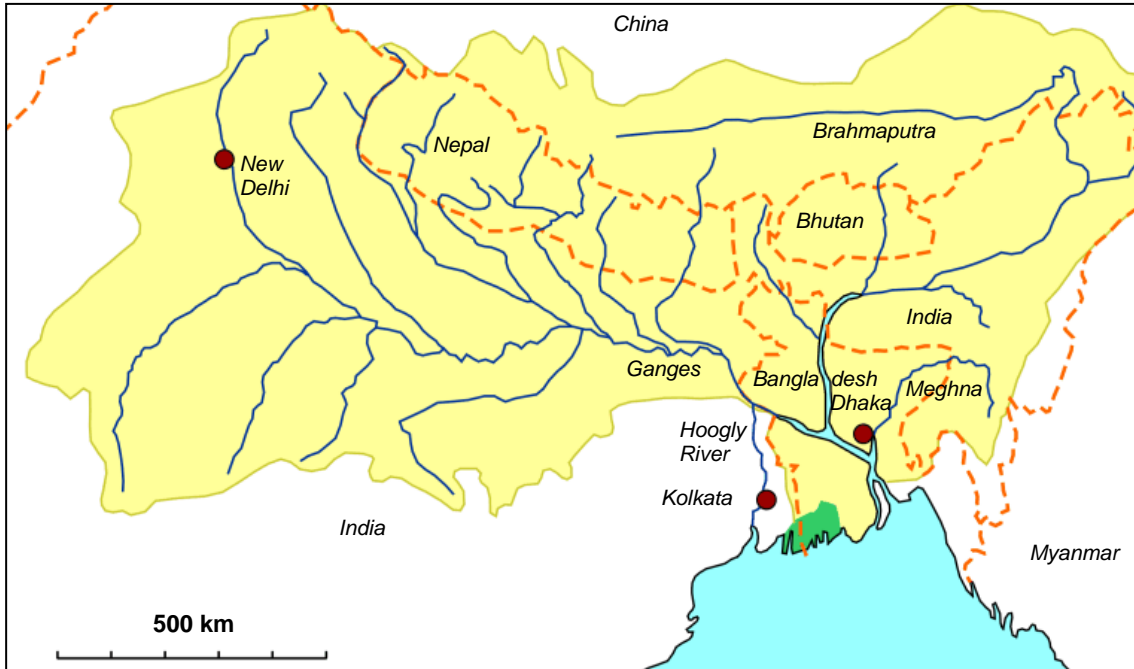 China
Brahmaputra
Nepal
New
Delhi
Bhutan
India
Ganges
Bangla desh
Dhaka
Meghna
Hoogly
River
Kolkata
India
Myanmar
500 km